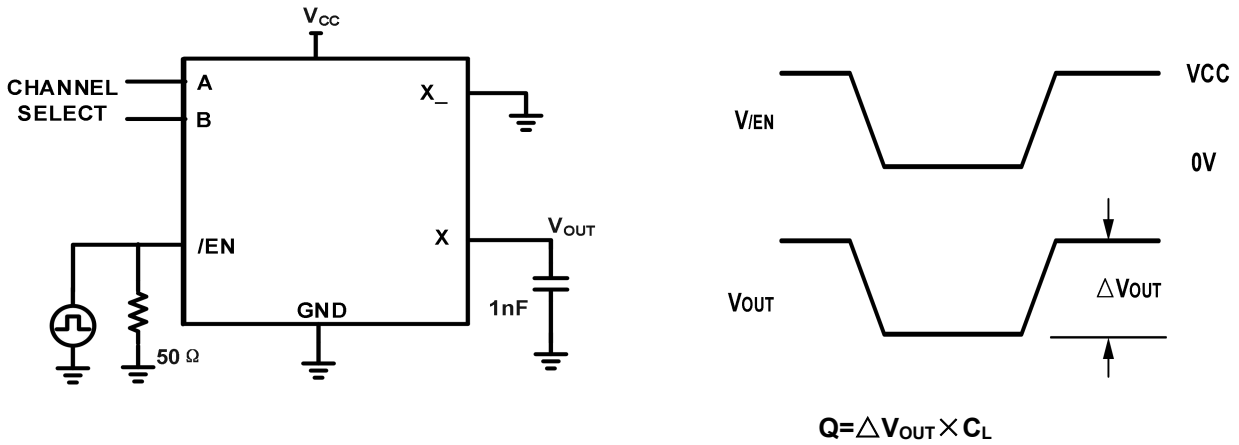 VCC
CHANNEL
SELECT
A
B
X_
/EN
X
VOUT
GND
1nF
50 Ω
V/EN
VCC
0V
VOUT
△VOUT
Q=△VOUT×CL